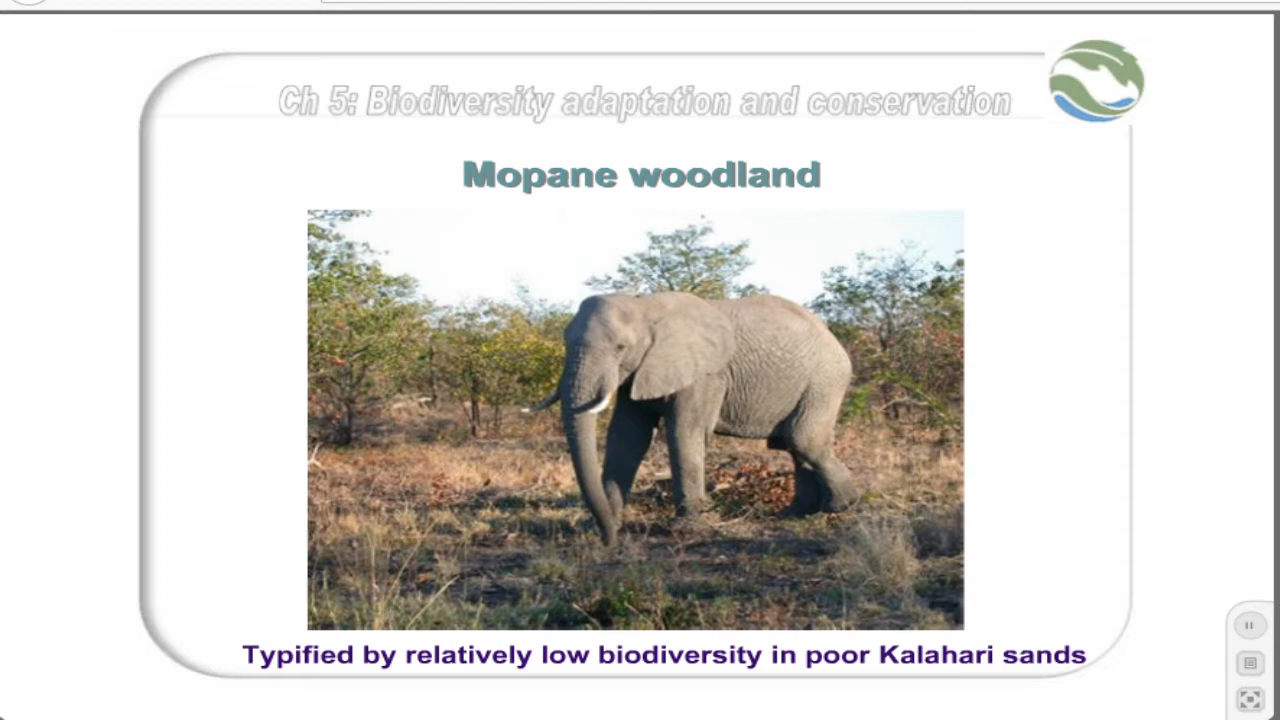 Ch 5: Biodiversity adaptation and conservation
Mopane woodland
Typified by relatively low biodiversity in poor Kalahari sands